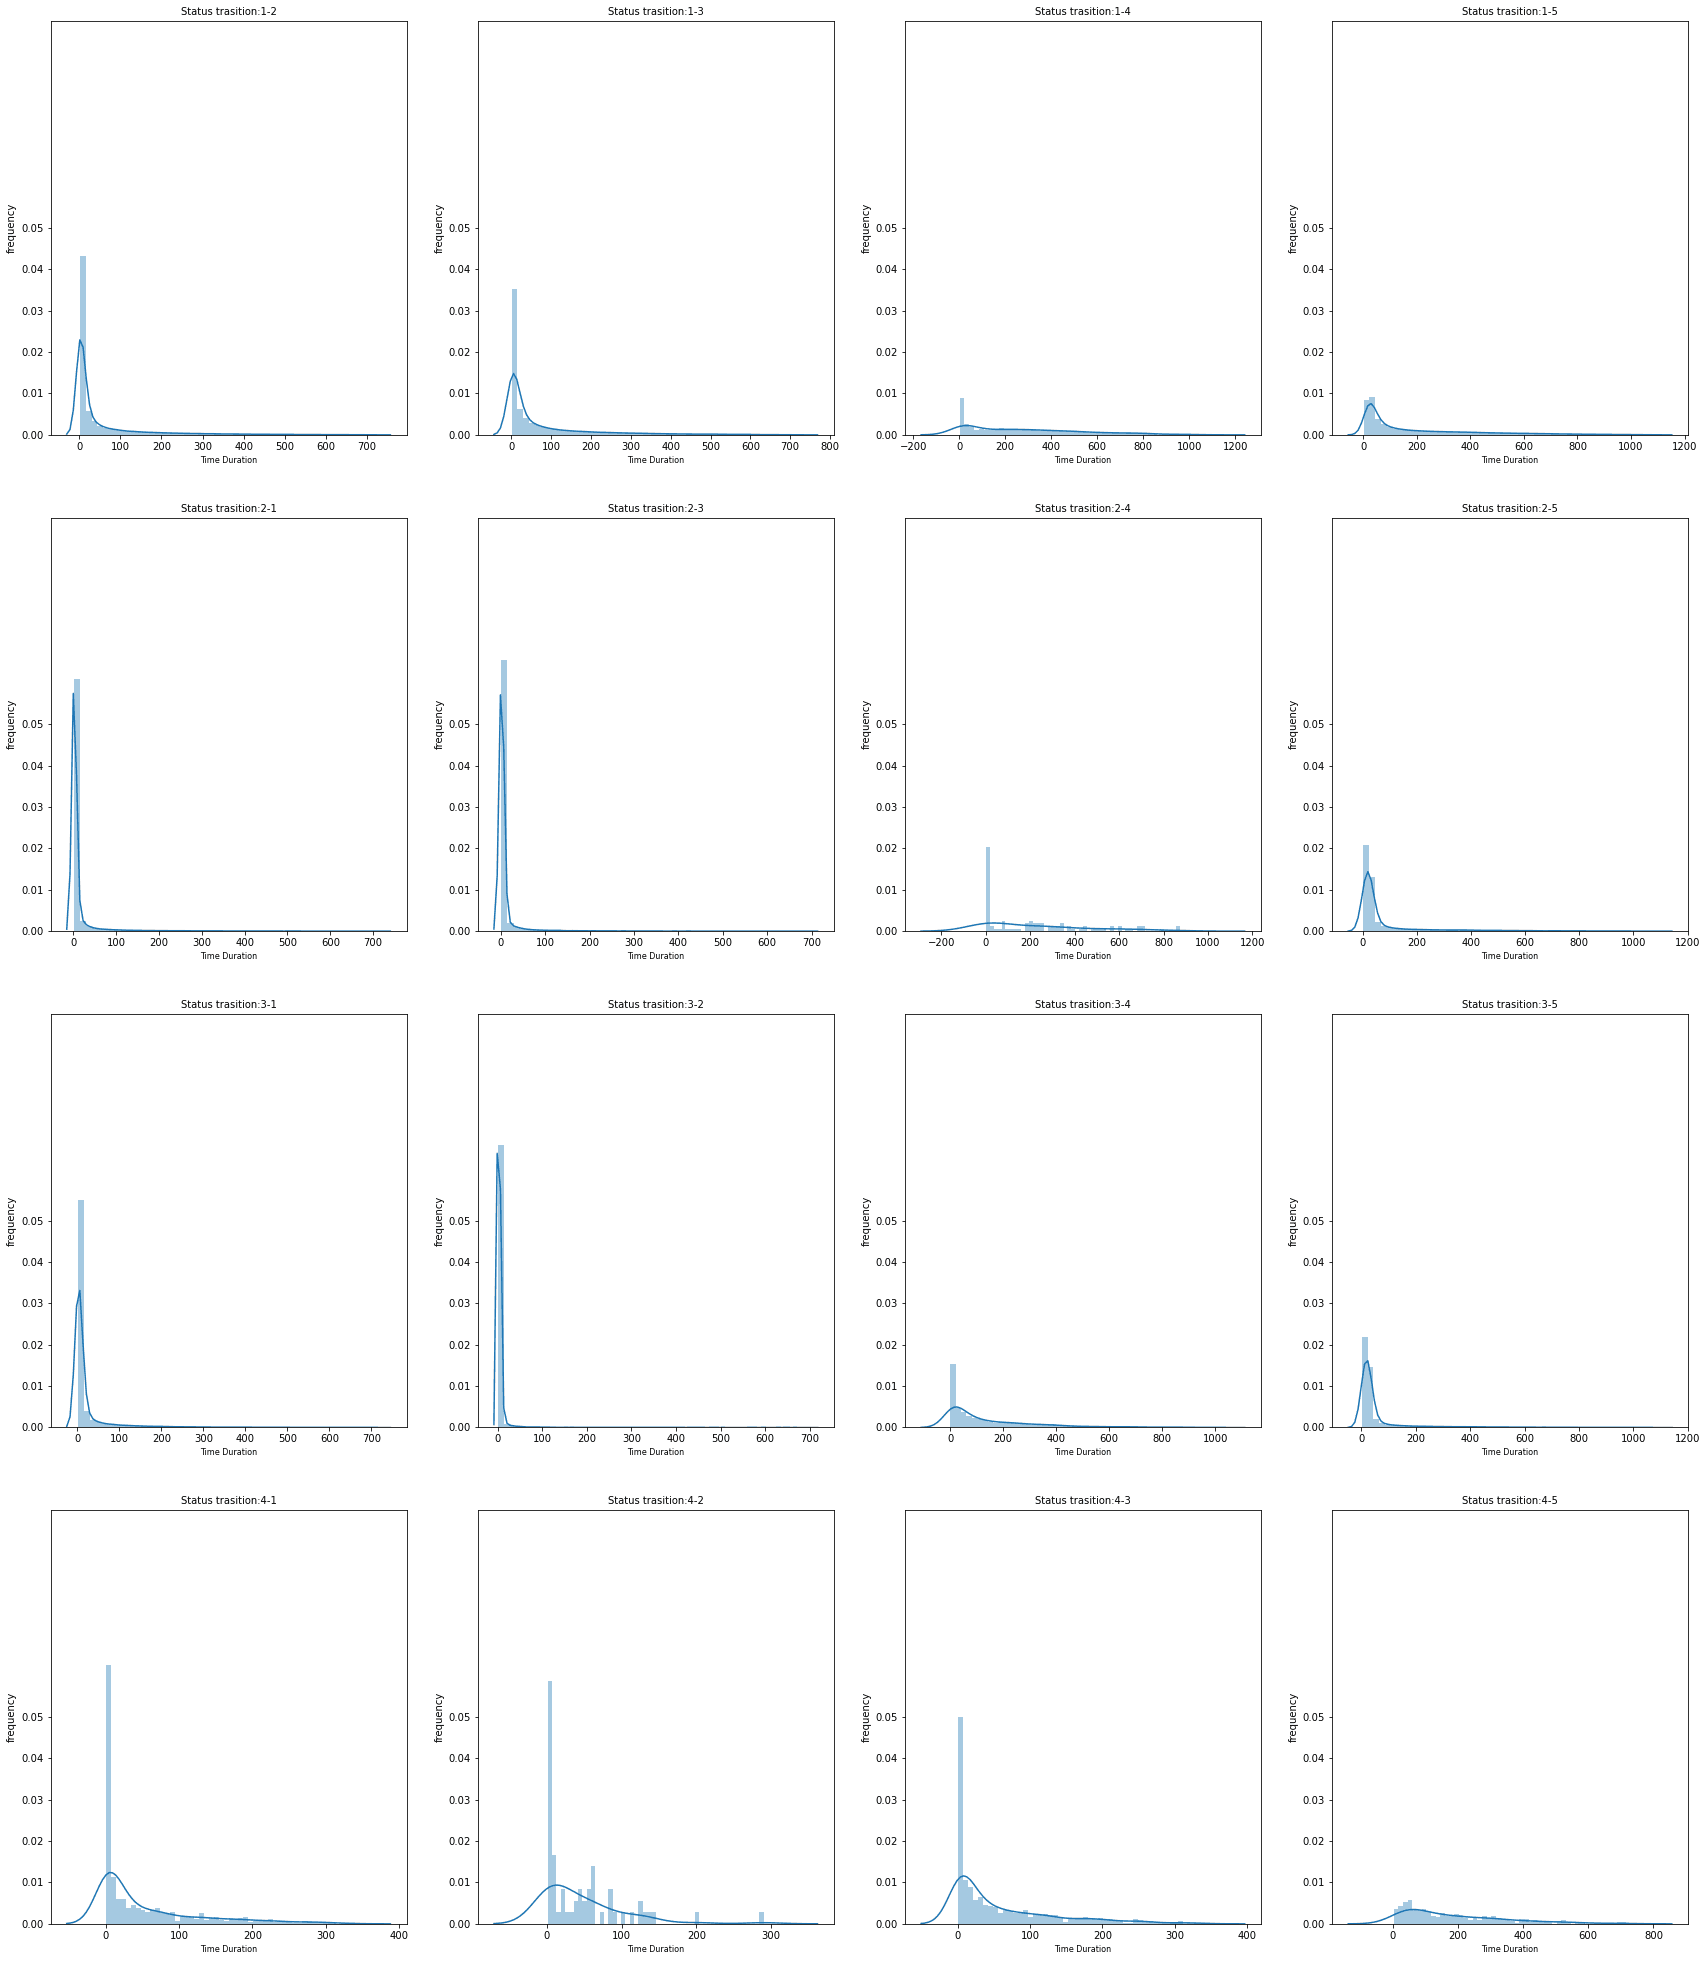 Status trasition:1-2 Status trasition:1-3 Status trasition:1-4 Status trasition:1-5
frequency frequency frequency frequency
0.05 0.05 0.05 0.05
0.04 0.04 0.04 0.04
0.03 0.03 0.03 0.03
0.02 0.02 0.02 0.02
0.01 0.01 0.01 0.01
0.00 0.00 0.00 0.00
0 100 200 300 400 500 600 700 0 100 200 300 400 500 600 700 800 −200 0 200 400 600 800 1000 1200 0 200 400 600 800 1000 1200
Time Duration Time Duration Time Duration Time Duration
Status trasition:2-1 Status trasition:2-3 Status trasition:2-4 Status trasition:2-5
frequency frequency frequency frequency
0.05 0.05 0.05 0.05
0.04 0.04 0.04 0.04
0.03 0.03 0.03 0.03
0.02 0.02 0.02 0.02
0.01 0.01 0.01 0.01
0.00 0.00 0.00 0.00
0 100 200 300 400 500 600 700 0 100 200 300 400 500 600 700 −200 0 200 400 600 800 1000 1200 0 200 400 600 800 1000 1200
Time Duration Time Duration Time Duration Time Duration
Status trasition:3-1 Status trasition:3-2 Status trasition:3-4 Status trasition:3-5
frequency frequency frequency frequency
0.05 0.05 0.05 0.05
0.04 0.04 0.04 0.04
0.03 0.03 0.03 0.03
0.02 0.02 0.02 0.02
0.01 0.01 0.01 0.01
0.00 0.00 0.00 0.00
0 100 200 300 400 500 600 700 0 100 200 300 400 500 600 700 0 200 400 600 800 1000 0 200 400 600 800 1000 1200
Time Duration Time Duration Time Duration Time Duration
Status trasition:4-1 Status trasition:4-2 Status trasition:4-3 Status trasition:4-5
frequency frequency frequency frequency
0.05 0.05 0.05 0.05
0.04 0.04 0.04 0.04
0.03 0.03 0.03 0.03
0.02 0.02 0.02 0.02
0.01 0.01 0.01 0.01
0.00 0.00 0.00 0.00
0 100 200 300 400 0 100 200 300 0 100 200 300 400 0 200 400 600 800
Time Duration Time Duration Time Duration Time Duration